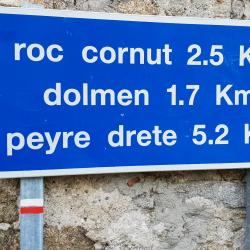 roc cornut 2.5 K
dolmen 1.7 Km
peyre drete 5.2 K